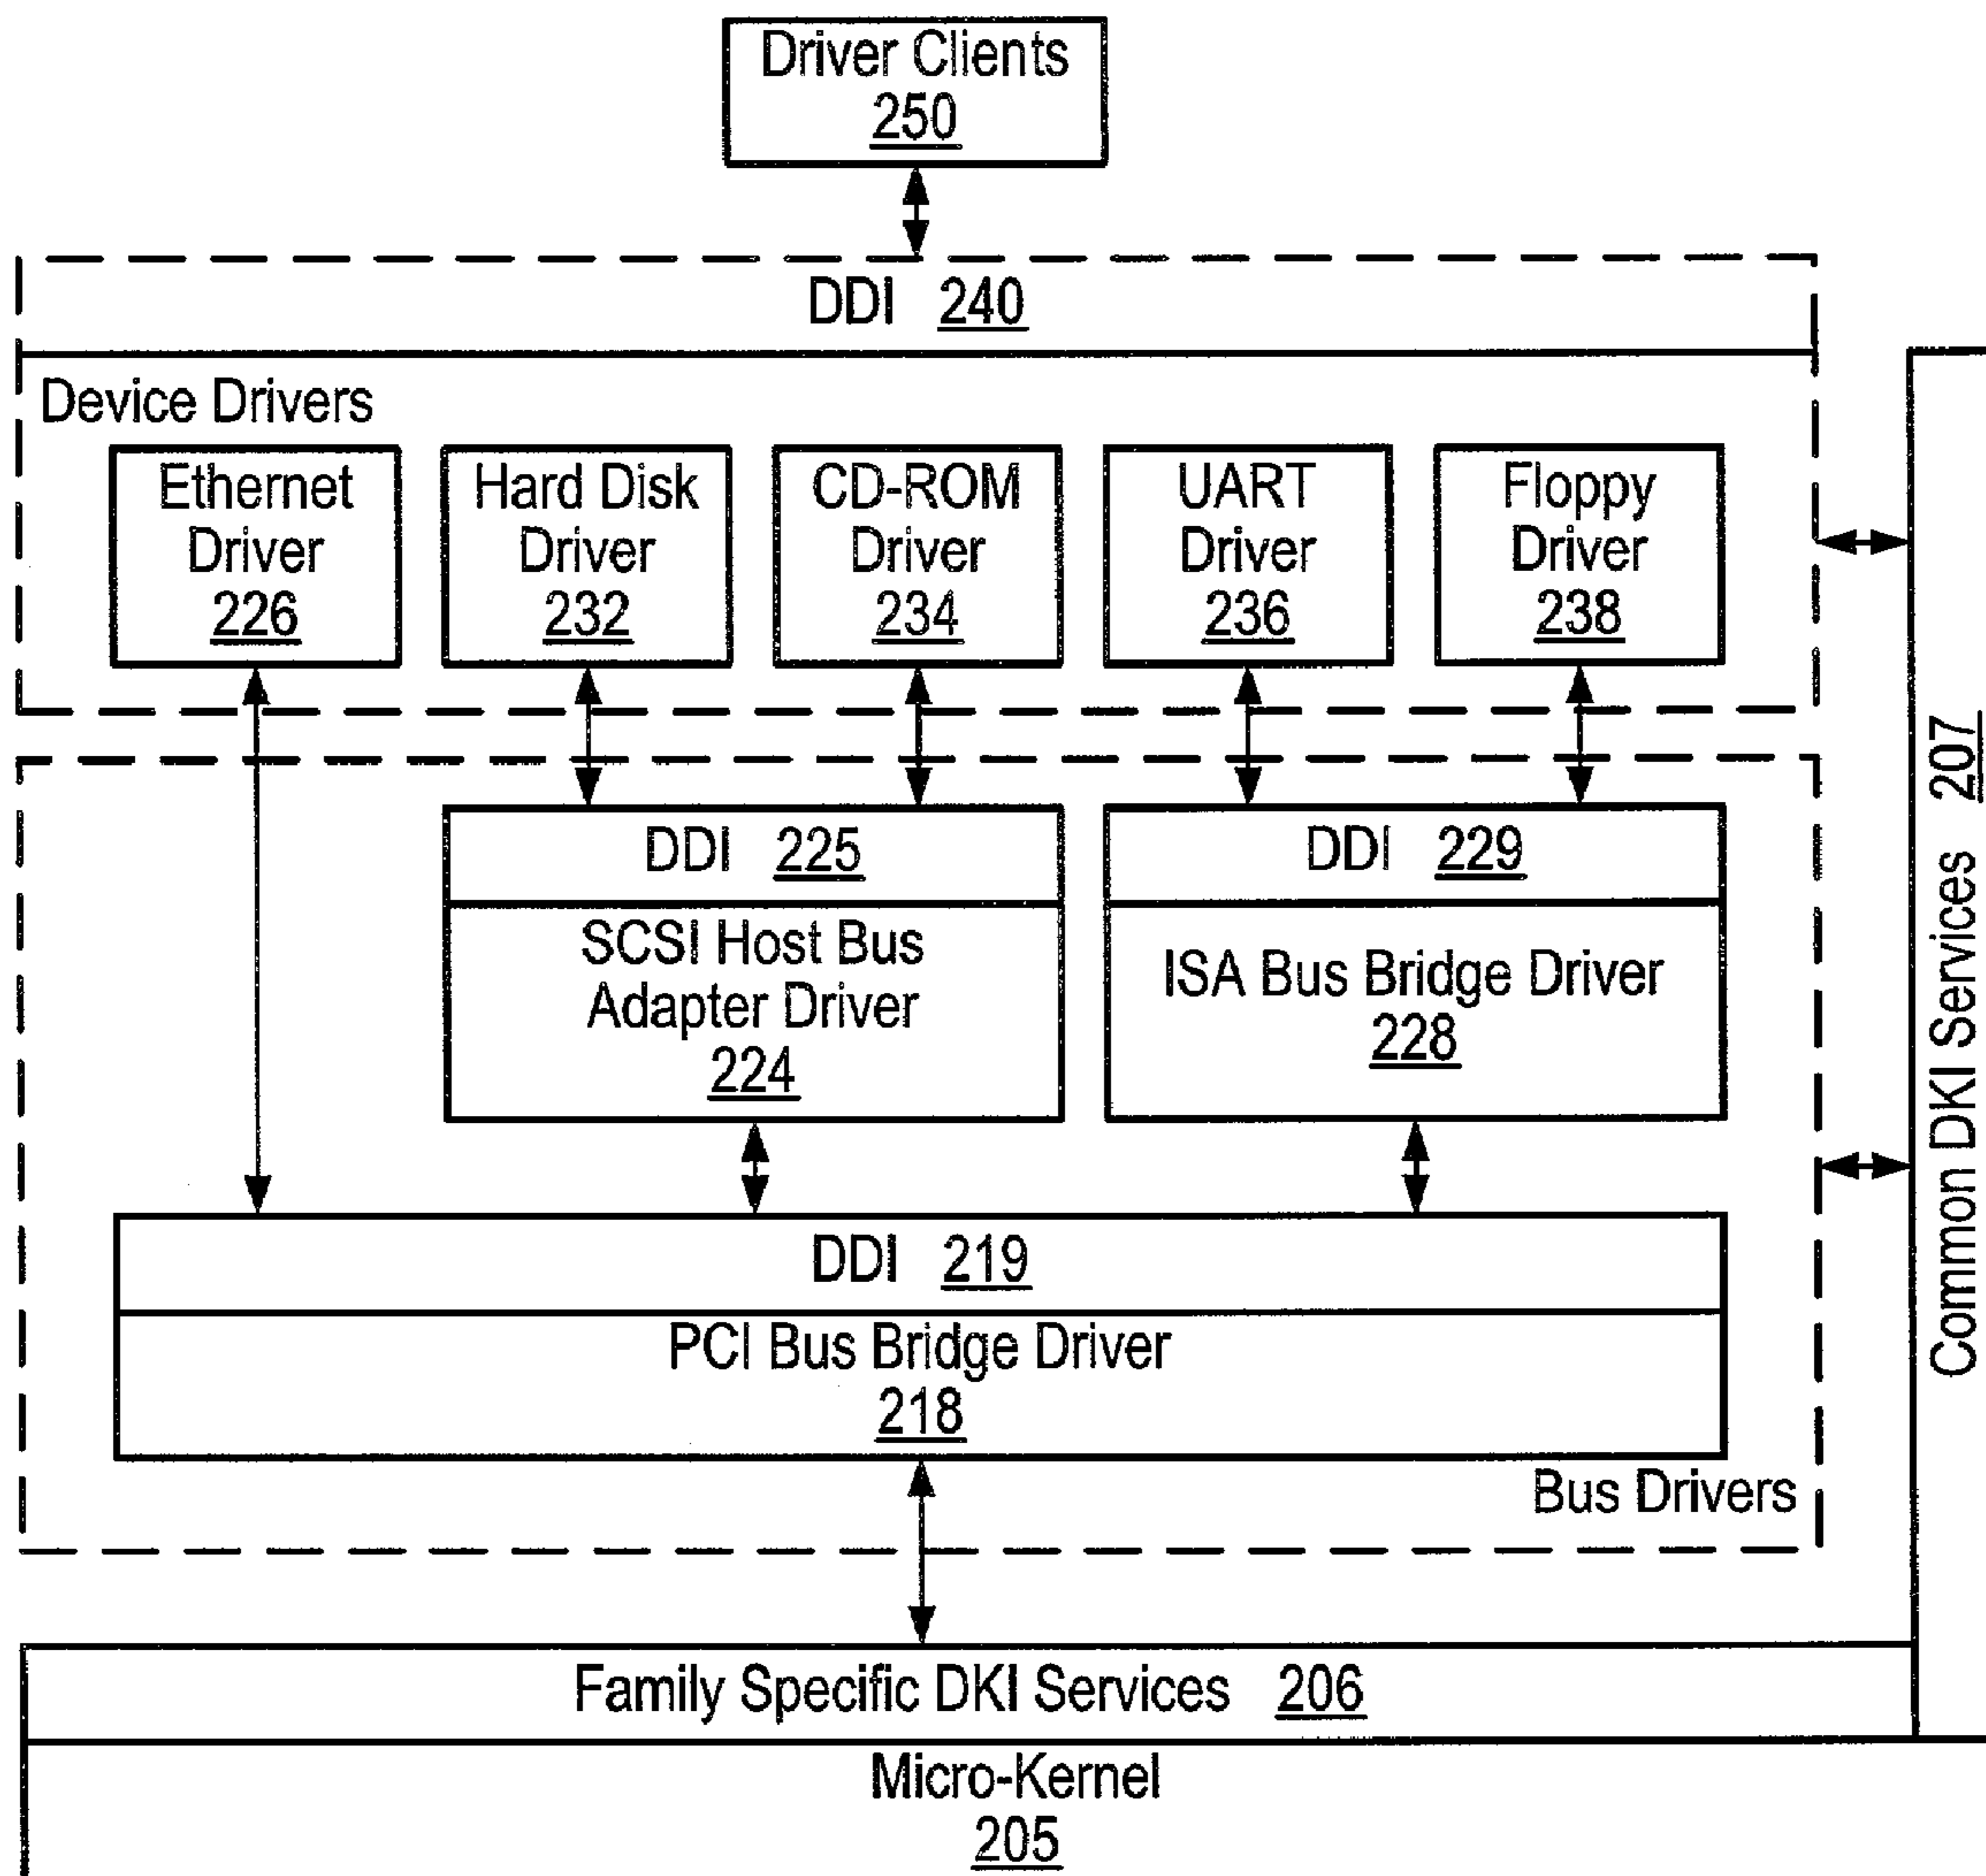 Driver Clients
250
DDI 240
Device Drivers
Ethernet
Driver
226
Hard Disk
Driver
232
CD-ROM
Driver
234
UART
Driver
236
Floppy
Driver
238
DDI 225
SCSI Host Bus
Adapter Driver
224
DDI 229
ISA Bus Bridge Driver
228
DDI 219
PCI Bus Bridge Driver
218
Bus Drivers
Common DKI Services 207
Family Specific DKI Services 206
Micro-Kernel
205